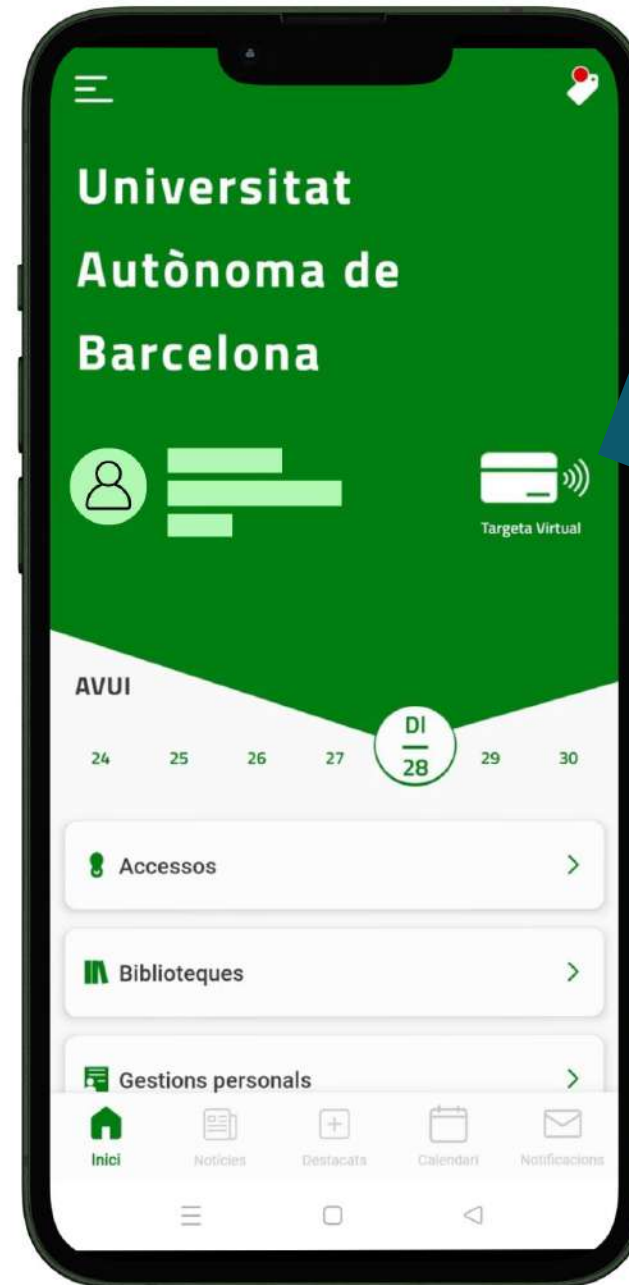 Universitat
Autònoma de
Barcelona
Targeta Virtual
AVUI
24 25 26 27 DI 28 29 30
Accessos
Biblioteques
Gestions personals
Inici Notícies Destacats Calendari Notificacions